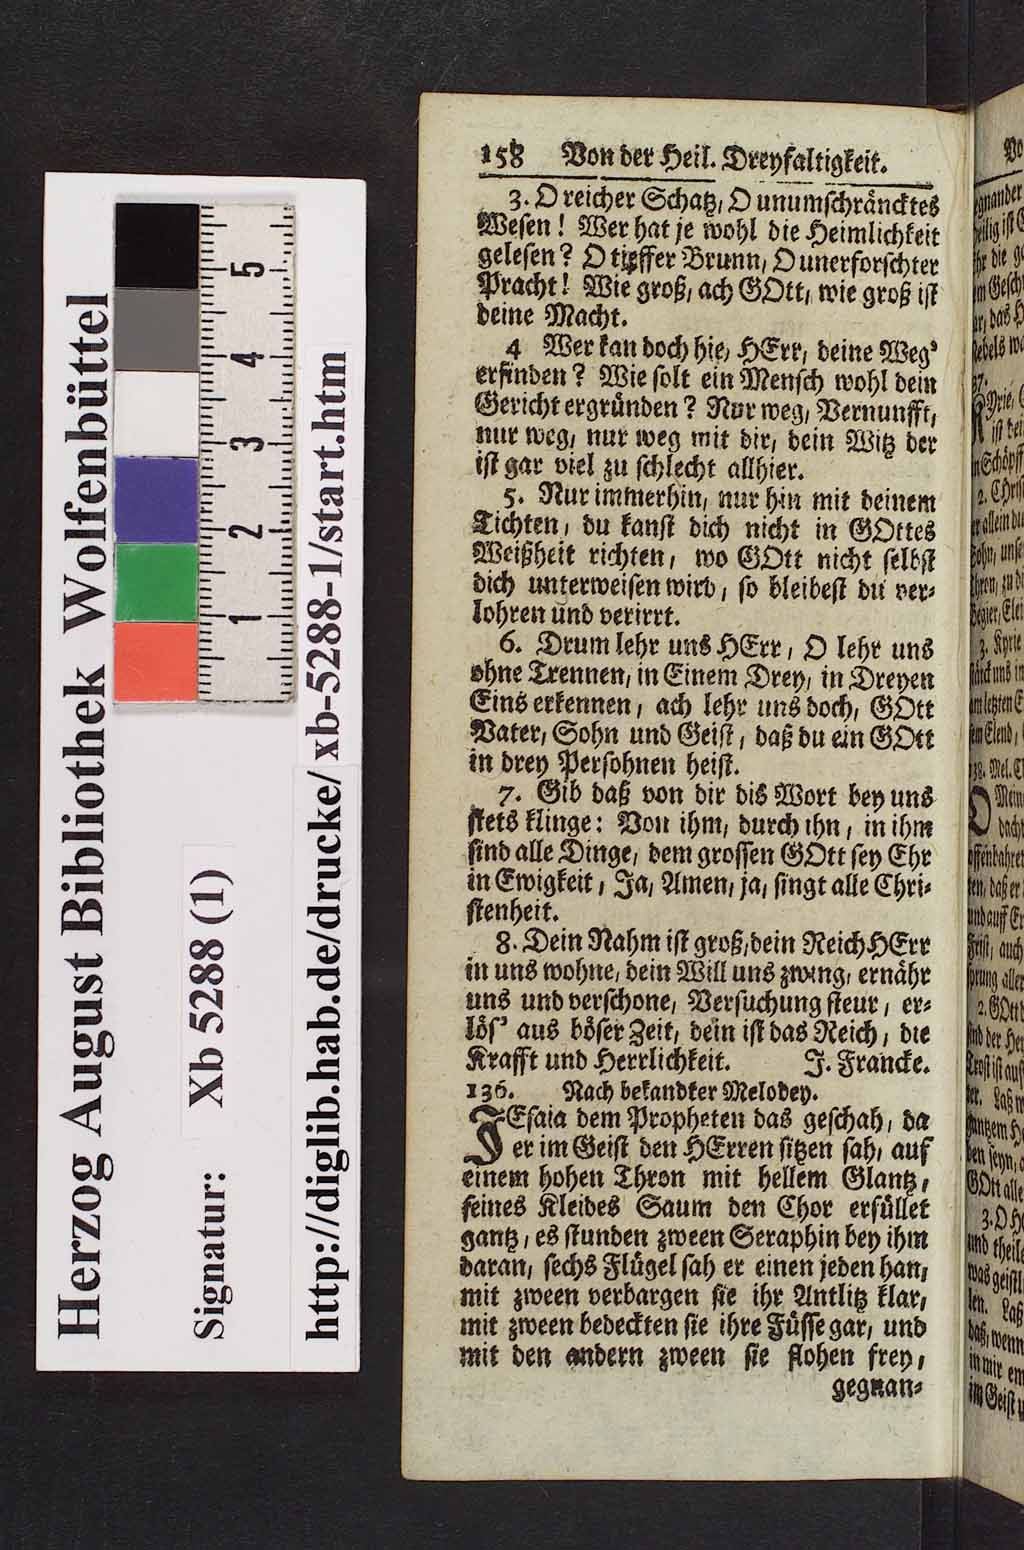 158 Von der Heil. Dreyfaltigkeit.
3. O reicher Schatz, O unumschräncktes
Wesen! Wer hat je wohl die Heimlichkeit
gelesen? O tieffer Brunn, O unerforschter
Pracht! Wie groß, ach GOtt, wie groß ist
deine Macht.
4 Wer kan doch hie, HErr, deine Weg'
erfinden? Wie solt ein Mensch wohl dein
Gericht ergründen? Nur weg, Vernunfft,
nur weg, nur weg mit dir, dein Witz der
ist gar viel zu schlecht allhier.
5. Nur immerhin, nur hin mit deinem
Tichten, du kanst dich nicht in GOttes
Weißheit richten, wo GOtt nicht selbst
dich unterweisen wird, so bleibest du ver-
lohren und verirrt.
6. Drum lehr uns HErr, O lehr uns
ohne Trennen, in Einem Drey, in Dreyen
Eins erkennen, ach lehr uns doch, GOtt
Vater, Sohn und Geist, daß du ein GOtt
in drey Persohnen heist.
7. Gib daß von dir dis Wort bey uns
stets klinge: Von ihm, durch ihn, in ihm
sind alle Dinge, dem grossen GOtt sey Ehr
in Ewigkeit, Ja, Amen, ja, singt alle Chri-
stenheit.
8. Dein Nahm ist groß, dein Reich HErr
in uns wohne, dein Will uns zwing, ernähr
uns und verschone, Versuchung steur, er-
lös' aus böser Zeit, dein ist das Reich, die
Krafft und Herrlichkeit. J. Francke.
136. Nach bekandter Melodey.
JEsaia dem Propheten das geschah, da
er im Geist den HErren sitzen sah, auf
einem hohen Thron mit hellem Glantz,
seines Kleides Saum den Chor erfüllet
gantz, es stunden zween Seraphin bey ihm
daran, sechs Flügel sah er einen jeden han,
mit zween verbargen sie ihr Antlitz klar,
mit zween bedeckten sie ihre Füsse gar, und
mit den andern zween sie flohen frey,
gegnan-
Herzog August Bibliothek Wolfenbüttel
Signatur: Xb 5288 (1)
http://diglib.hab.de/drucke/xb-5288-1/start.htm
1 2 3 4 5